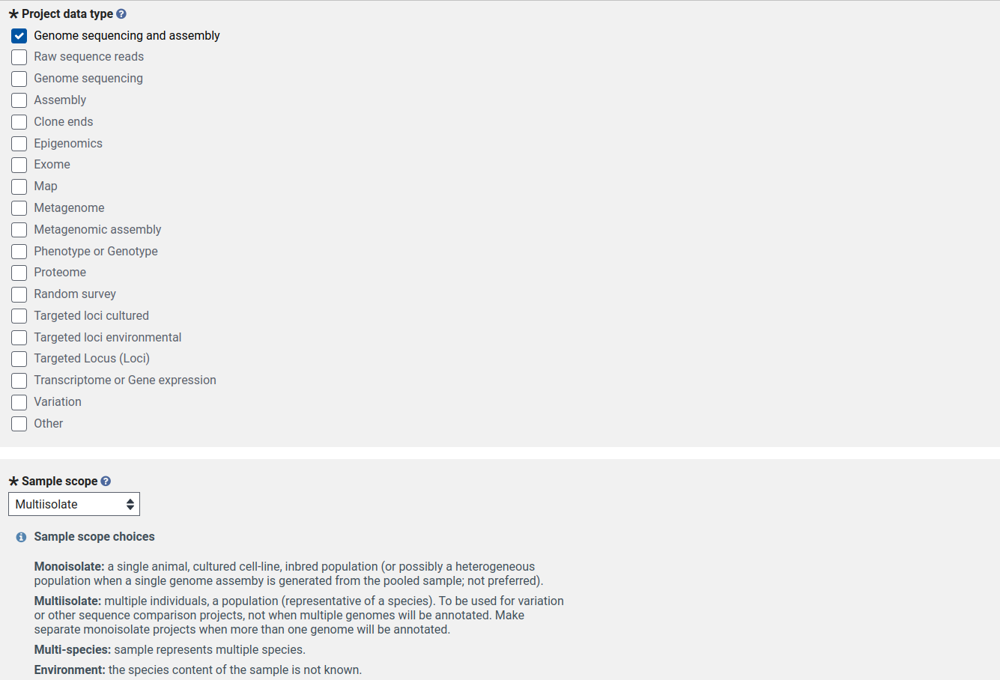 * Project data type ?
Genome sequencing and assembly
Raw sequence reads
Genome sequencing
Assembly
Clone ends
Epigenomics
Exome
Map
Metagenome
Metagenomic assembly
Phenotype or Genotype
Proteome
Random survey
Targeted loci cultured
Targeted loci environmental
Targeted Locus (Loci)
Transcriptome or Gene expression
Variation
Other
* Sample scope ?
Multiisolate
i Sample scope choices
Monoisolate: a single animal, cultured cell-line, inbred population (or possibly a heterogeneous
population when a single genome assemby is generated from the pooled sample; not preferred).
Multiisolate: multiple individuals, a population (representative of a species). To be used for variation
or other sequence comparison projects, not when multiple genomes will be annotated. Make
separate monoisolate projects when more than one genome will be annotated.
Multi-species: sample represents multiple species.
Environment: the species content of the sample is not known.